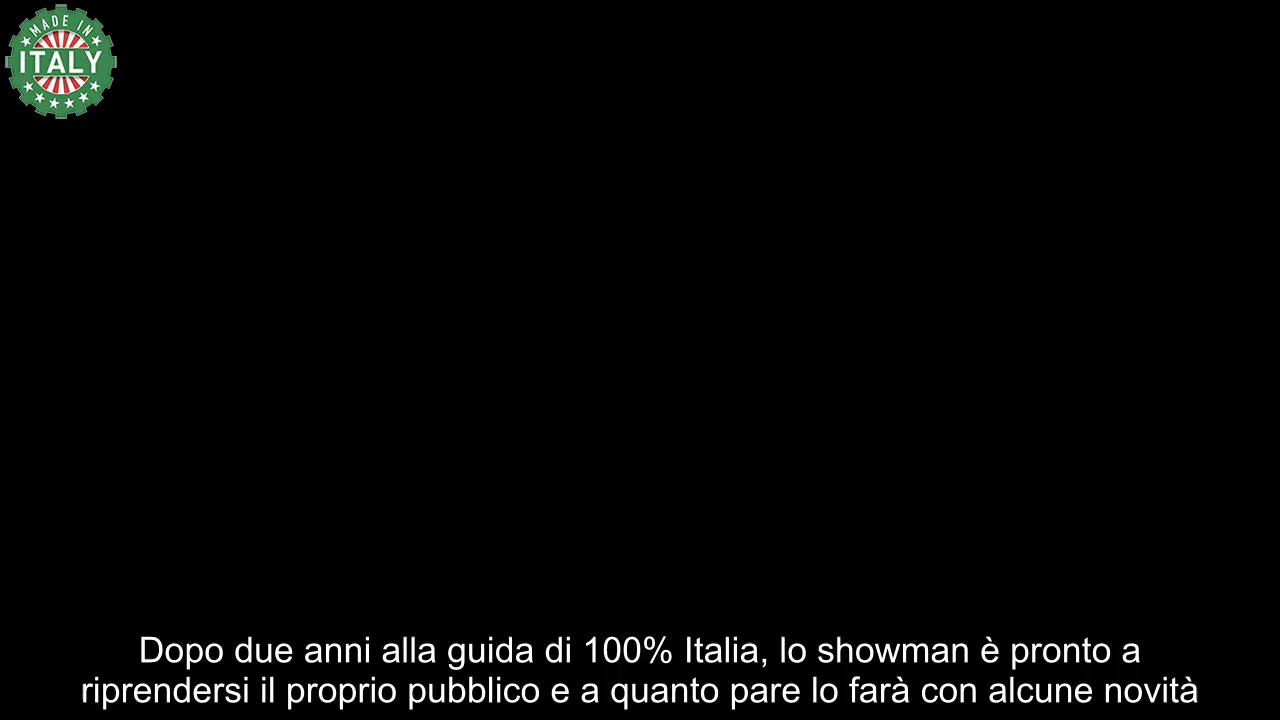 MADE IN
ITALY
Dopo due anni alla guida di 100% Italia, lo showman è pronto a
riprendersi il proprio pubblico e a quanto pare lo farà con alcune novità